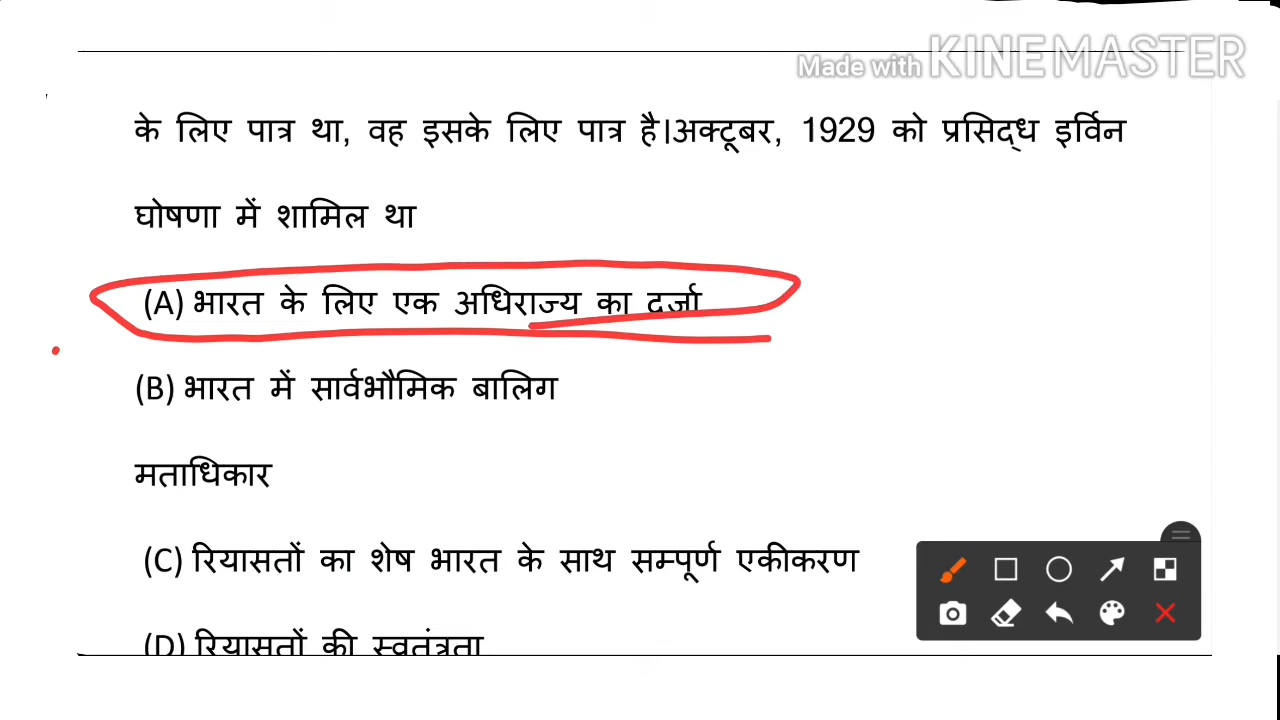 Made with KINEMASTER
के लिए पात्र था, वह इसके लिए पात्र है।अक्टूबर, 1929 को प्रसिद्ध इर्विन
घोषणा में शामिल था
(A) भारत के लिए एक अधिराज्य का दर्जा
(B) भारत में सार्वभौमिक बालिग
मताधिकार
(C) रियासतों का शेष भारत के साथ सम्पूर्ण एकीकरण
(D) रियासतों की स्वतंत्रता